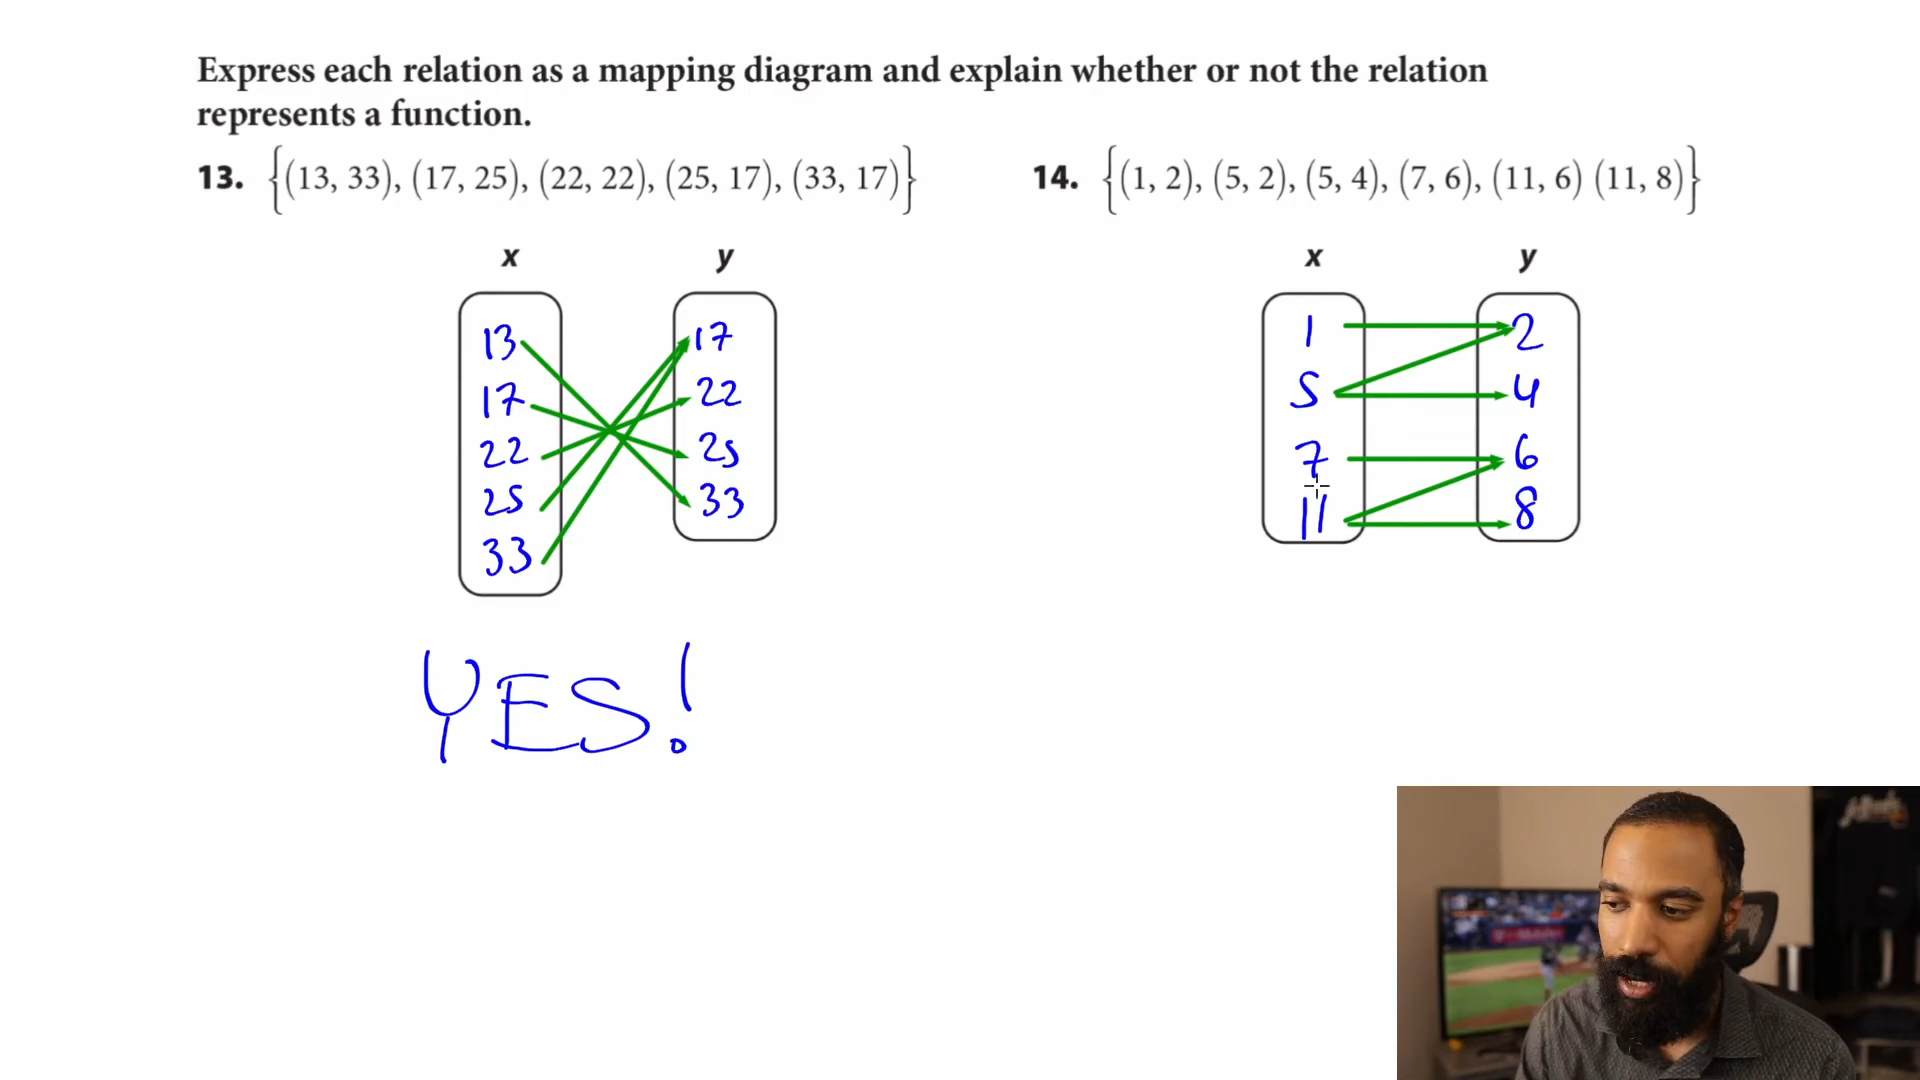 Express each relation as a mapping diagram and explain whether or not the relation
represents a function.
13. {(13, 33), (17, 25), (22, 22), (25, 17), (33, 17)}
14. {(1, 2), (5, 2), (5, 4), (7, 6), (11, 6) (11, 8)}
x y
13 17
17 22
22 25
25 33
33
x y
1 2
5 4
7 6
11 8
YES!